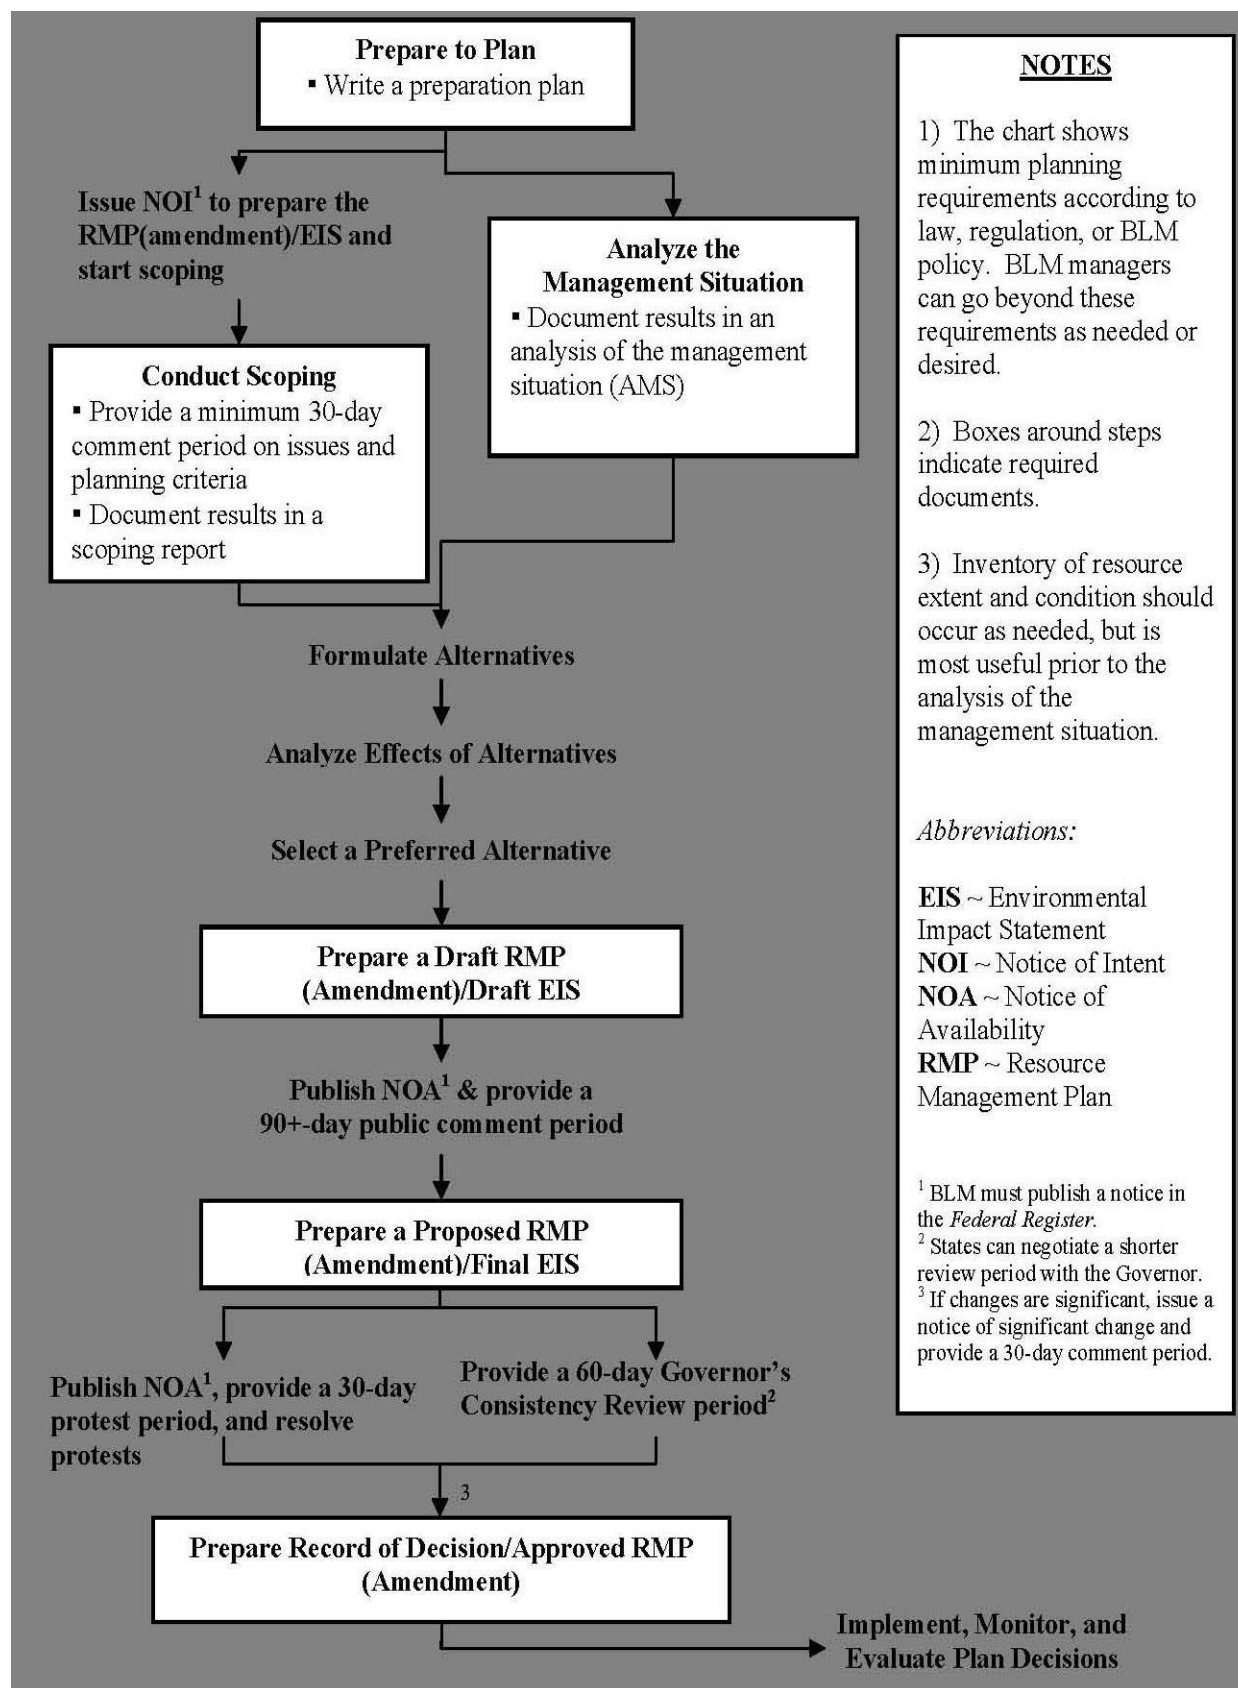 Prepare to Plan
▪ Write a preparation plan
Issue NOI¹ to prepare the
RMP(amendment)/EIS and
start scoping
Analyze the
Management Situation
▪ Document results in an
analysis of the management
situation (AMS)
Conduct Scoping
▪ Provide a minimum 30-day
comment period on issues and
planning criteria
▪ Document results in a
scoping report
Formulate Alternatives
Analyze Effects of Alternatives
Select a Preferred Alternative
Prepare a Draft RMP
(Amendment)/Draft EIS
Publish NOA¹ & provide a
90+-day public comment period
Prepare a Proposed RMP
(Amendment)/Final EIS
Publish NOA¹, provide a 30-day
protest period, and resolve
protests
Provide a 60-day Governor's
Consistency Review period²
3
Prepare Record of Decision/Approved RMP
(Amendment)
Implement, Monitor, and
Evaluate Plan Decisions
NOTES
1) The chart shows
minimum planning
requirements according to
law, regulation, or BLM
policy. BLM managers
can go beyond these
requirements as needed or
desired.
2) Boxes around steps
indicate required
documents.
3) Inventory of resource
extent and condition should
occur as needed, but is
most useful prior to the
analysis of the
management situation.
Abbreviations:
EIS ~ Environmental
Impact Statement
NOI ~ Notice of Intent
NOA ~ Notice of
Availability
RMP ~ Resource
Management Plan
¹ BLM must publish a notice in
the Federal Register.
² States can negotiate a shorter
review period with the Governor.
³ If changes are significant, issue a
notice of significant change and
provide a 30-day comment period.